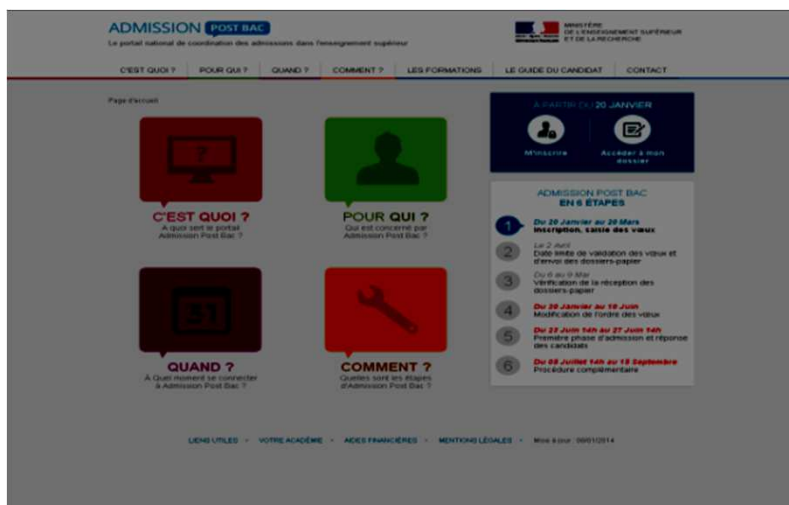 ADMISSION POST BAC
Le portail national de coordination des admissions dans l'enseignement supérieur
MINISTÈRE
DE L'ENSEIGNEMENT SUPÉRIEUR
ET DE LA RECHERCHE
C'EST QUOI ? POUR QUI ? QUAND ? COMMENT ? LES FORMATIONS LE GUIDE DU CANDIDAT CONTACT
Page d'accueil
?
C'EST QUOI ?
A quoi sert le portail
Admission Post Bac ?
POUR QUI ?
Qui est concerné par
Admission Post Bac ?
31
QUAND ?
À Quel moment se connecter
à Admission Post Bac ?
COMMENT ?
Quelles sont les étapes
d'Admission Post Bac ?
À PARTIR DU 20 JANVIER
M'inscrire
Accéder à mon
dossier
ADMISSION POST BAC
EN 6 ÉTAPES
1
Du 20 Janvier au 20 Mars
Inscription, saisie des vœux
2
Le 2 Avril
Date limite de validation des vœux et
d'envoi des dossiers-papier
3
Du 6 au 9 Mai
Vérification de la réception des
dossiers-papier
4
Du 20 Janvier au 10 Juin
Modification de l'ordre des vœux
5
Du 23 Juin 14h au 27 Juin 14h
Première phase d'admission et réponse
des candidats
6
Du 08 Juillet 14h au 15 Septembre
Procédure complémentaire
LIENS UTILES VOTRE ACADÉMIE AIDES FINANCIÈRES MENTIONS LÉGALES Mise à jour : 08/01/2014